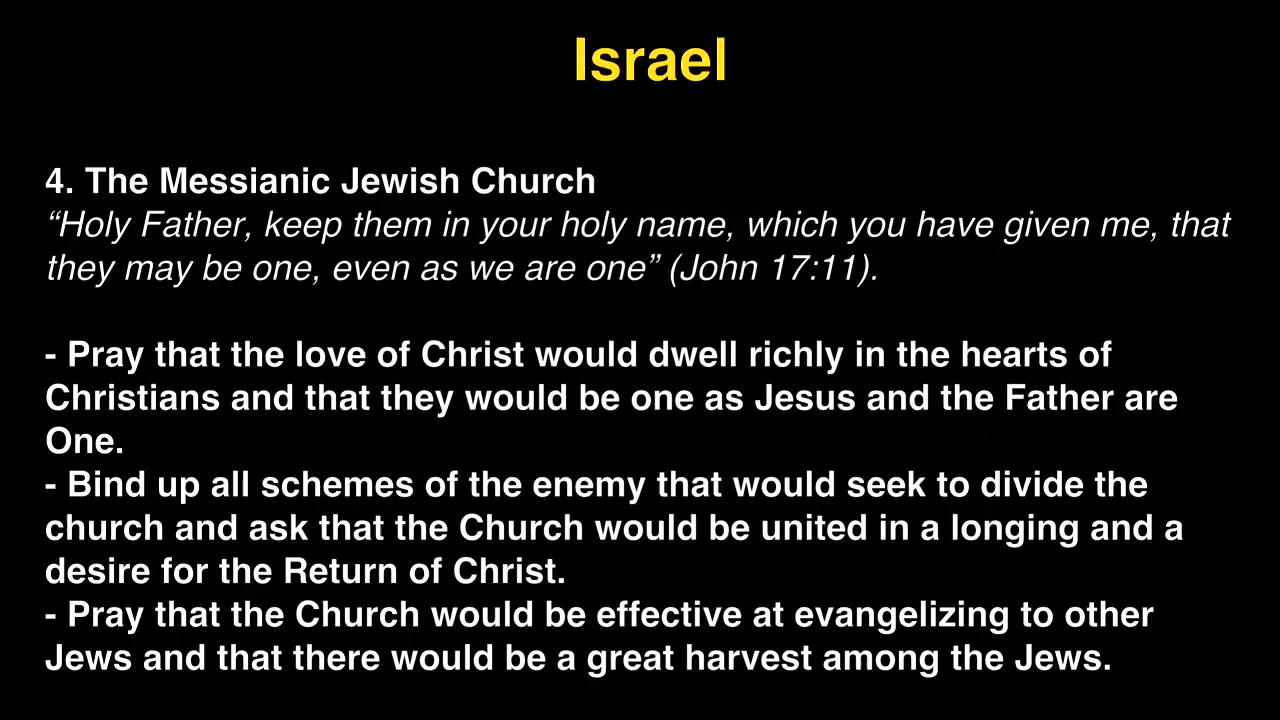 Israel
4. The Messianic Jewish Church
“Holy Father, keep them in your holy name, which you have given me, that
they may be one, even as we are one” (John 17:11).
- Pray that the love of Christ would dwell richly in the hearts of
Christians and that they would be one as Jesus and the Father are
One.
- Bind up all schemes of the enemy that would seek to divide the
church and ask that the Church would be united in a longing and a
desire for the Return of Christ.
- Pray that the Church would be effective at evangelizing to other
Jews and that there would be a great harvest among the Jews.